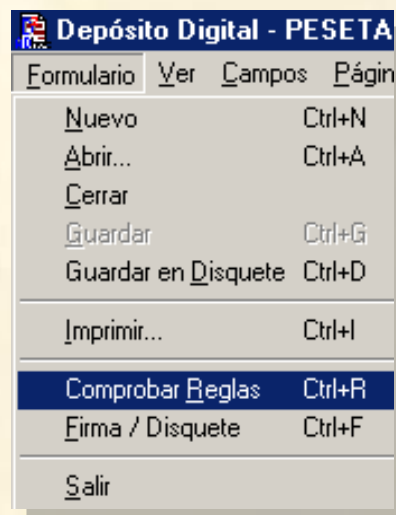 Depósito Digital - PESETA
Formulario Ver Campos Págin
Nuevo Ctrl+N
Abrir... Ctrl+A
Cerrar
Guardar Ctrl+G
Guardar en Disquete Ctrl+D
Imprimir... Ctrl+I
Comprobar Reglas Ctrl+R
Firma / Disquete Ctrl+F
Salir